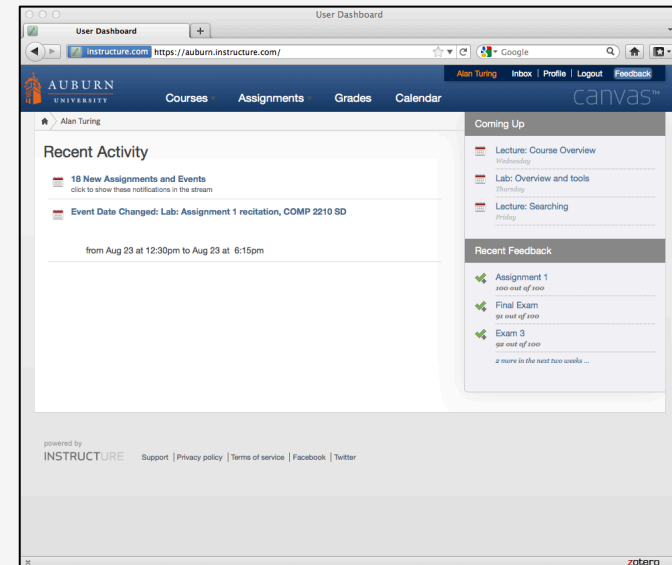 User Dashboard
User Dashboard
+
instructure.com https://auburn.instructure.com/
Google
Alan Turing Inbox | Profile | Logout Feedback
AUBURN
UNIVERSITY
Courses Assignments Grades Calendar
canvas™
Alan Turing
Recent Activity
18 New Assignments and Events
click to show these notifications in the stream
Event Date Changed: Lab: Assignment 1 recitation, COMP 2210 SD
from Aug 23 at 12:30pm to Aug 23 at 6:15pm
Coming Up
Lecture: Course Overview
Wednesday
Lab: Overview and tools
Thursday
Lecture: Searching
Friday
Recent Feedback
Assignment 1
100 out of 100
Final Exam
91 out of 100
Exam 3
92 out of 100
2 more in the next two weeks ...
powered by
INSTRUCTURE
Support | Privacy policy | Terms of service | Facebook | Twitter
x
zotero